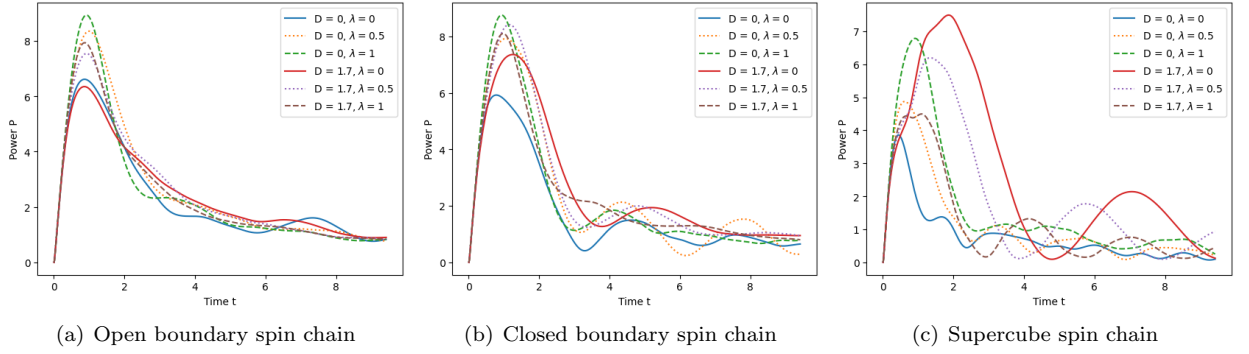 D = 0, λ = 0
D = 0, λ = 0.5
D = 0, λ = 1
D = 1.7, λ = 0
D = 1.7, λ = 0.5
D = 1.7, λ = 1
Power P
8
6
4
2
0
0 2 4 6 8
Time t
(a) Open boundary spin chain
D = 0, λ = 0
D = 0, λ = 0.5
D = 0, λ = 1
D = 1.7, λ = 0
D = 1.7, λ = 0.5
D = 1.7, λ = 1
Power P
8
6
4
2
0
0 2 4 6 8
Time t
(b) Closed boundary spin chain
D = 0, λ = 0
D = 0, λ = 0.5
D = 0, λ = 1
D = 1.7, λ = 0
D = 1.7, λ = 0.5
D = 1.7, λ = 1
Power P
7
6
5
4
3
2
1
0
0 2 4 6 8
Time t
(c) Supercube spin chain